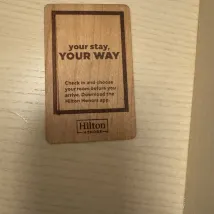 your stay,
YOUR WAY
Check in and choose
your room before you
arrive. Download the
Hilton Honors app.
Hilton
HONORS